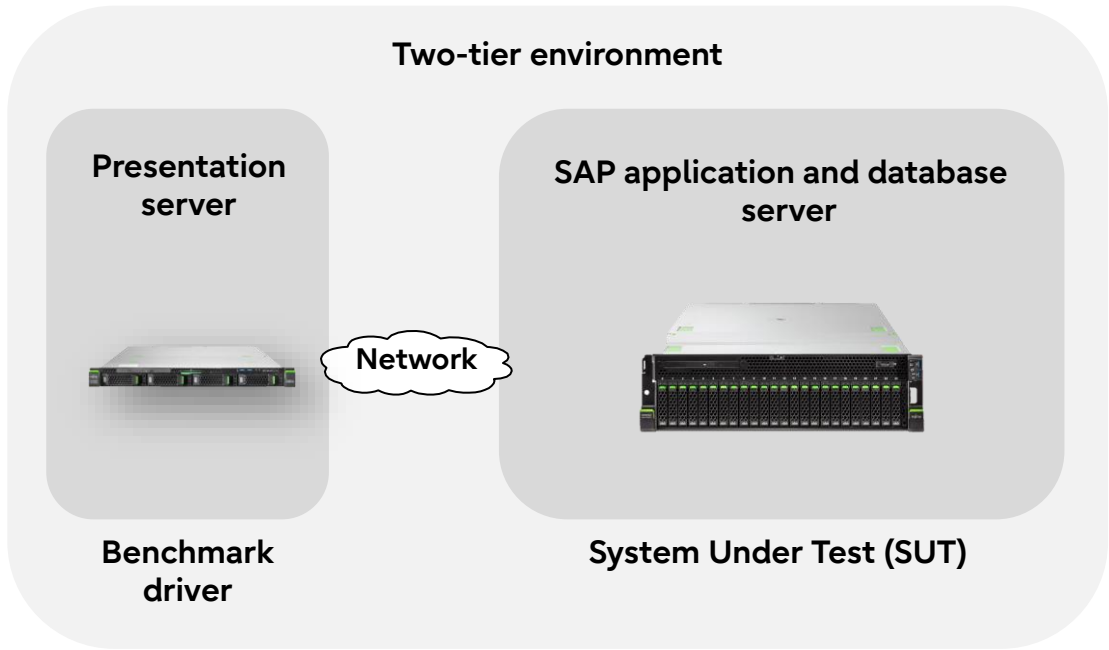 Two-tier environment
Presentation
server
SAP application and database
server
Network
Benchmark
driver
System Under Test (SUT)